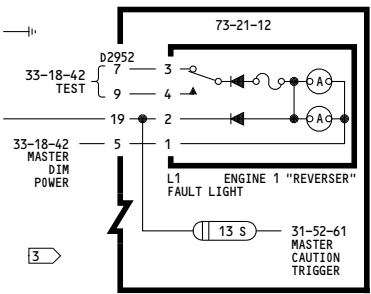 73-21-12
D2952
33-18-42
TEST
7
3
9
4
A
19
2
A
33-18-42
MASTER
DIM
POWER
5
1
L1
FAULT LIGHT
ENGINE 1 "REVERSER"
13 S
31-52-61
MASTER
CAUTION
TRIGGER
3